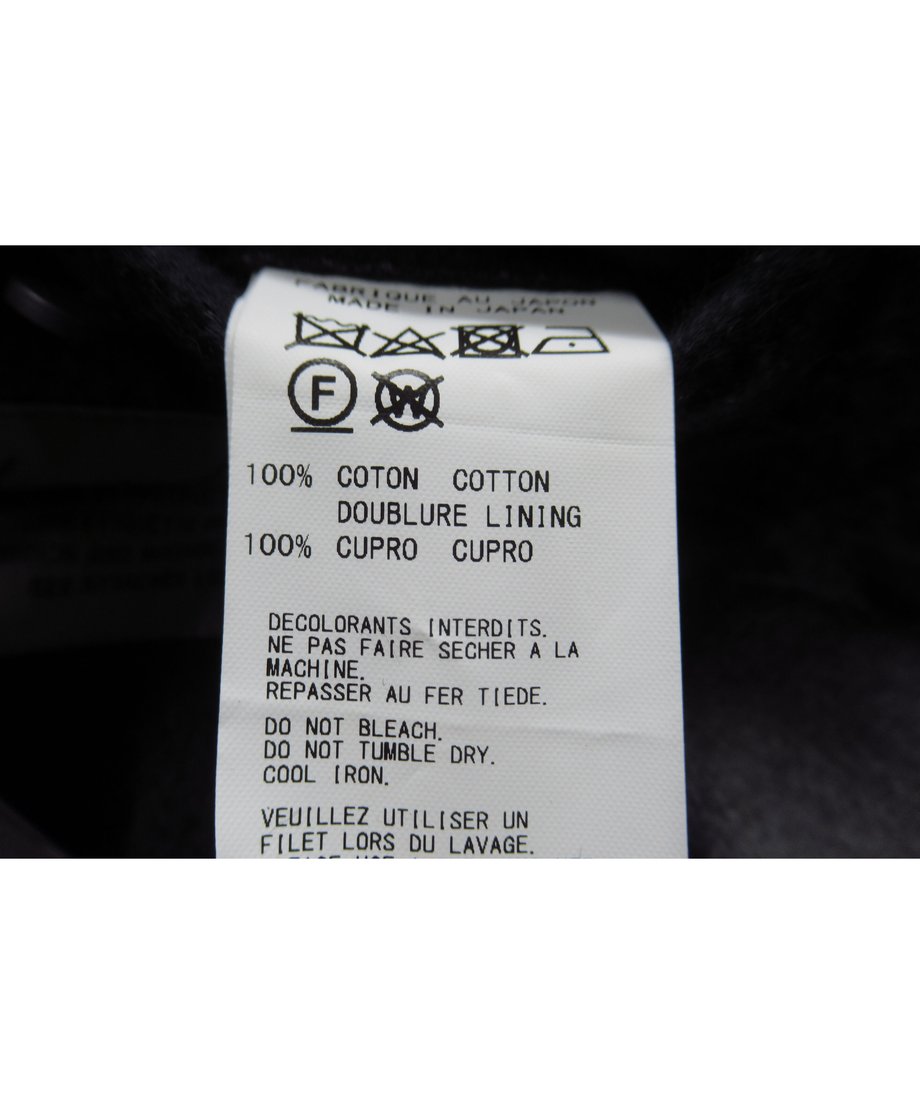 FABRIQUE AU JAPON
MADE IN JAPAN
F W
100% COTON COTTON
DOUBLURE LINING
100% CUPRO CUPRO
DECOLORANTS INTERDITS.
NE PAS FAIRE SECHER A LA
MACHINE.
REPASSER AU FER TIEDE.
DO NOT BLEACH.
DO NOT TUMBLE DRY.
COOL IRON.
VEUILLEZ UTILISER UN
FILET LORS DU LAVAGE.